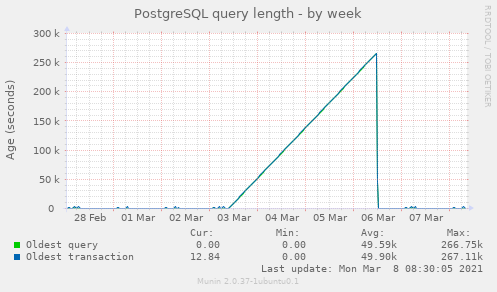 PostgreSQL query length - by week
RRDTOOL / TOBI OETIKER
Age (seconds)
300 k
250 k
200 k
150 k
100 k
50 k
0
28 Feb 01 Mar 02 Mar 03 Mar 04 Mar 05 Mar 06 Mar 07 Mar
Cur: Min: Avg: Max:
Oldest query 0.00 0.00 49.59k 266.75k
Oldest transaction 12.84 0.00 49.90k 267.11k
Last update: Mon Mar 8 08:30:05 2021
Munin 2.0.37-1ubuntu0.1